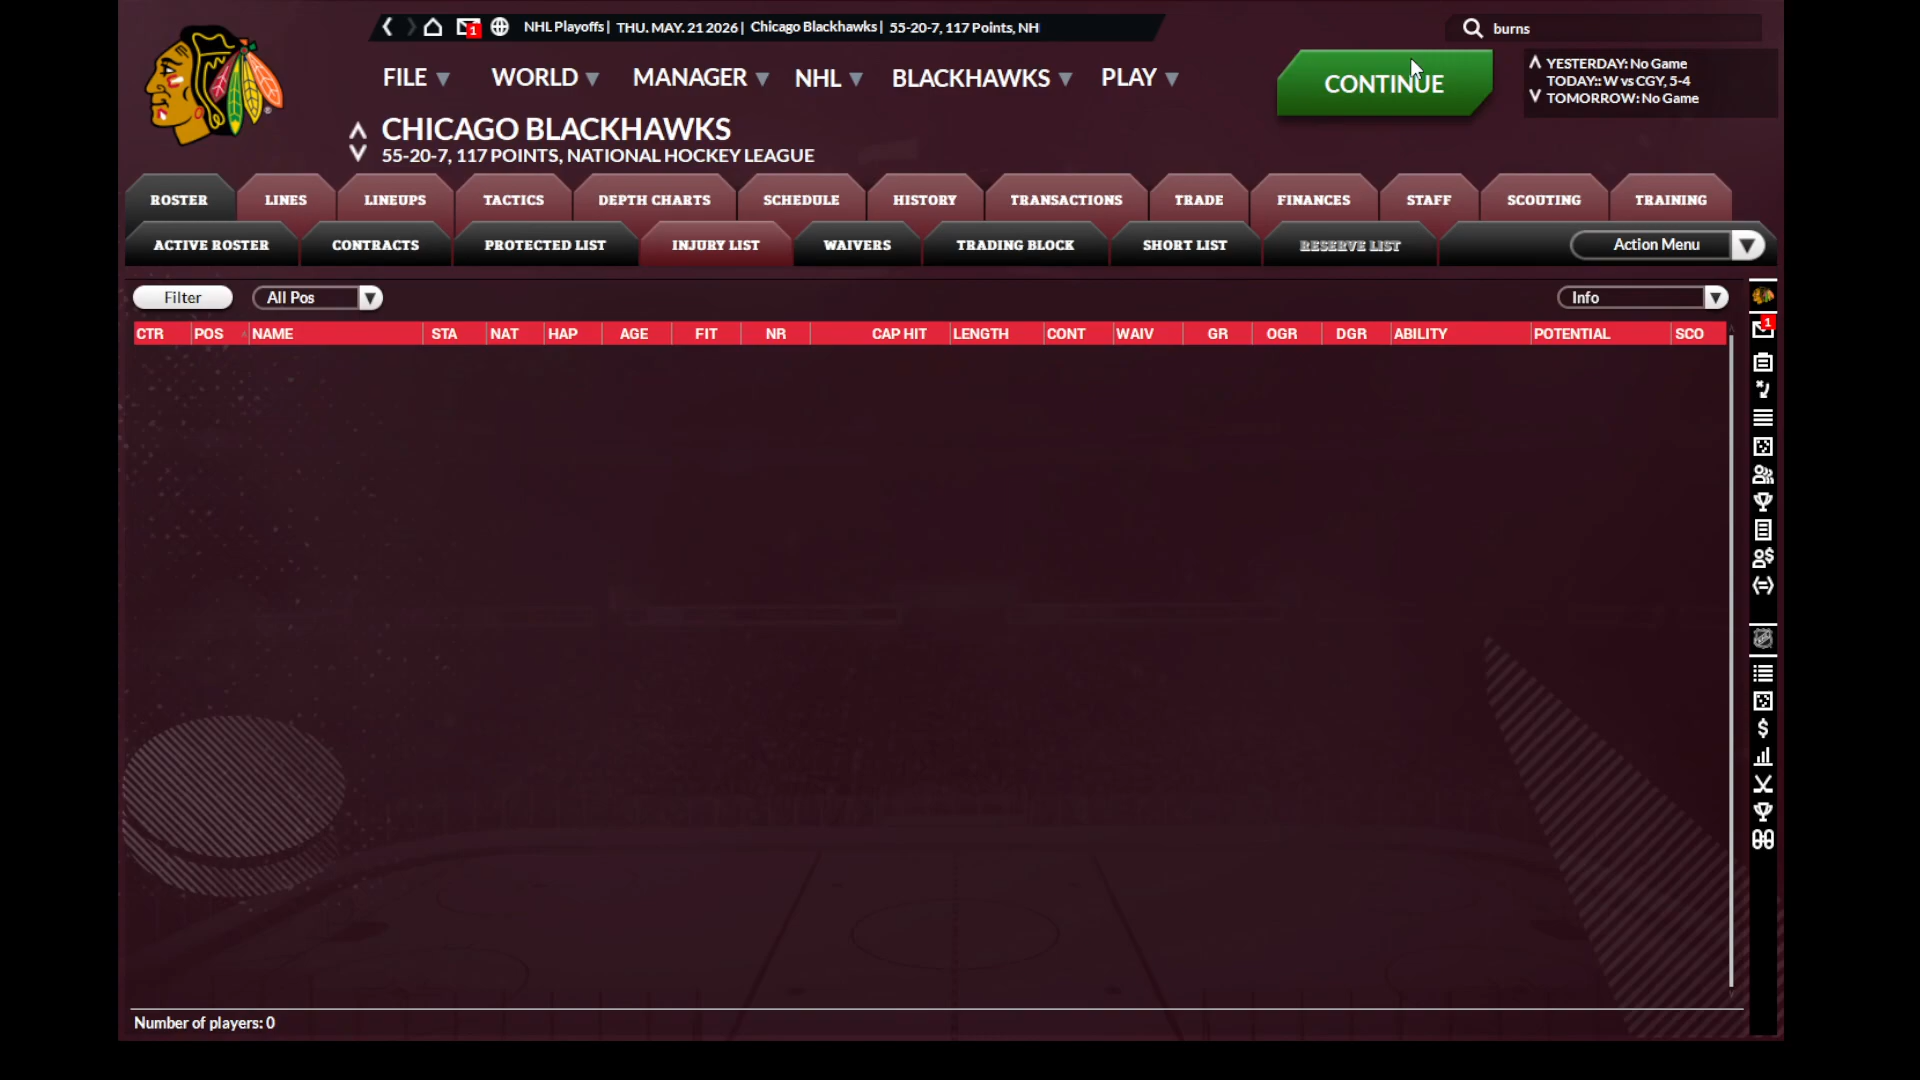 1 NHL Playoffs | THU. MAY. 21 2026 | Chicago Blackhawks | 55-20-7, 117 Points, NH
burns
FILE WORLD MANAGER NHL BLACKHAWKS PLAY
CONTINUE
YESTERDAY: No Game
TODAY:: W vs CGY, 5-4
TOMORROW: No Game
CHICAGO BLACKHAWKS
55-20-7, 117 POINTS, NATIONAL HOCKEY LEAGUE
ROSTER LINES LINEUPS TACTICS DEPTH CHARTS SCHEDULE HISTORY TRANSACTIONS TRADE FINANCES STAFF SCOUTING TRAINING
ACTIVE ROSTER CONTRACTS PROTECTED LIST INJURY LIST WAIVERS TRADING BLOCK SHORT LIST RESERVE LIST Action Menu
Filter All Pos Info
CTR POS NAME STA NAT HAP AGE FIT NR CAP HIT LENGTH CONT WAIV GR OGR DGR ABILITY POTENTIAL SCO
1
$
Number of players: 0